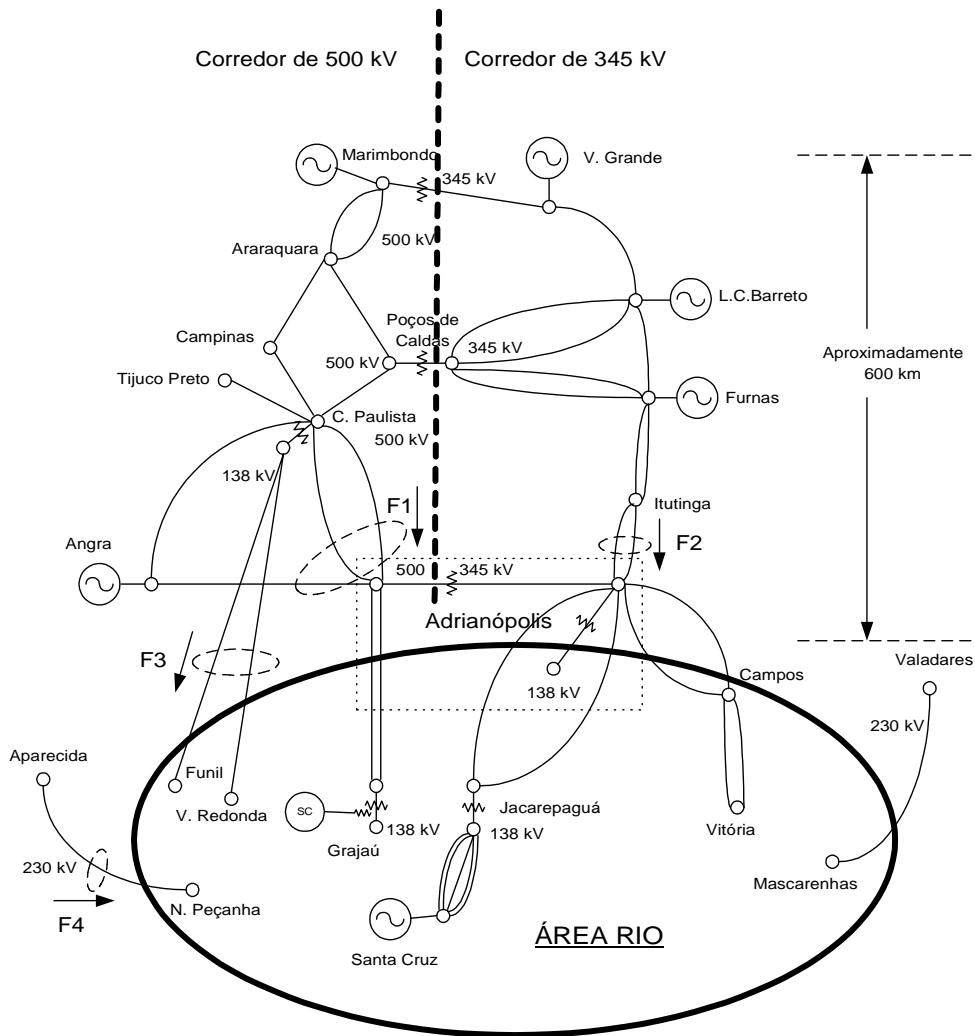 Corredor de 500 kV
Corredor de 345 kV
Marimbondo
345 kV
V. Grande
500 kV
Araraquara
L.C.Barreto
Poços de
Caldas
345 kV
Campinas
500 kV
Aproximadamente
600 km
Tijuco Preto
Furnas
C. Paulista
500 kV
138 kV
Itutinga
F1
F2
Angra
500
345 kV
Adrianópolis
F3
138 kV
Campos
Valadares
230 kV
Aparecida
Funil
V. Redonda
SC
138 kV
Grajaú
Jacarepaguá
138 kV
Vitória
230 kV
N. Peçanha
Mascarenhas
F4
Santa Cruz
ÁREA RIO